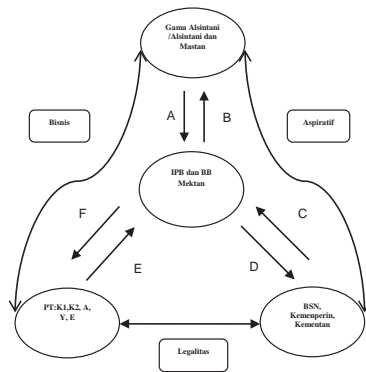 Gama Alsintani
/Alsintani dan
Mastan
A
B
Bisnis
Aspiratif
IPB dan BB
Mektan
F
C
E
D
PT:K1,K2, A,
Y, E
BSN,
Kemenperin,
Kementan
Legalitas